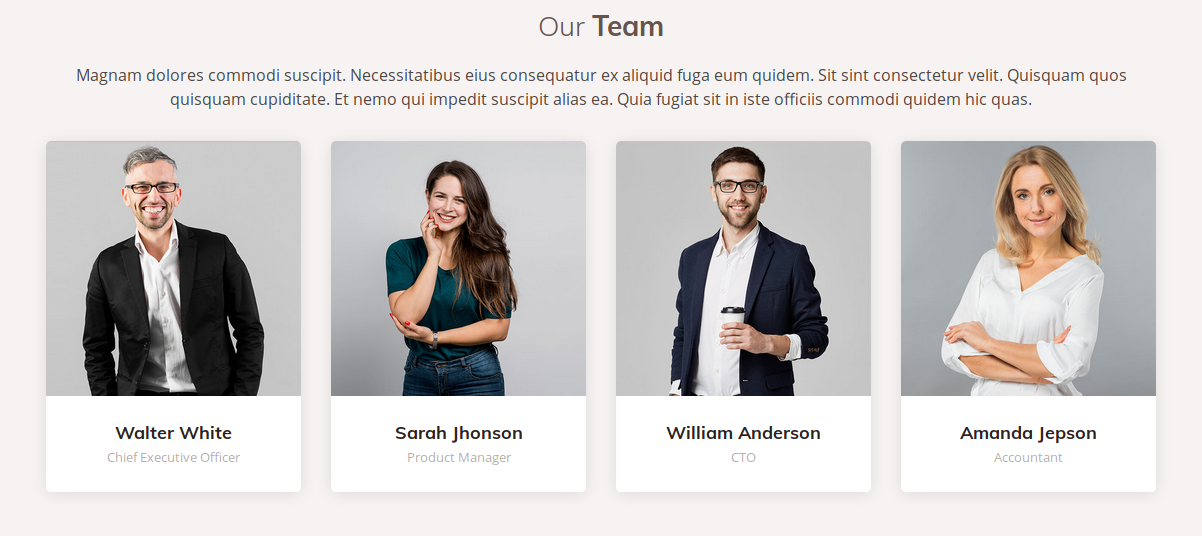 Our Team
Magnam dolores commodi suscipit. Necessitatibus eius consequatur ex aliquid fuga eum quidem. Sit sint consectetur velit. Quisquam quos
quisquam cupiditate. Et nemo qui impedit suscipit alias ea. Quia fugiat sit in iste officiis commodi quidem hic quas.
Walter White
Chief Executive Officer
Sarah Jhonson
Product Manager
William Anderson
CTO
Amanda Jepson
Accountant